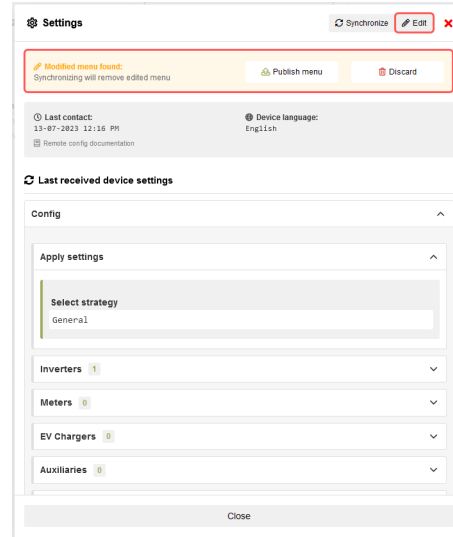 Settings
Synchronize
Edit
Modified menu found:
Synchronizing will remove edited menu
Publish menu
Discard
Last contact:
13-07-2023 12:16 PM
Remote config documentation
Device language:
English
Last received device settings
Config
Apply settings
Select strategy
General
Inverters 1
Meters 0
EV Chargers 0
Auxiliaries 0
Close